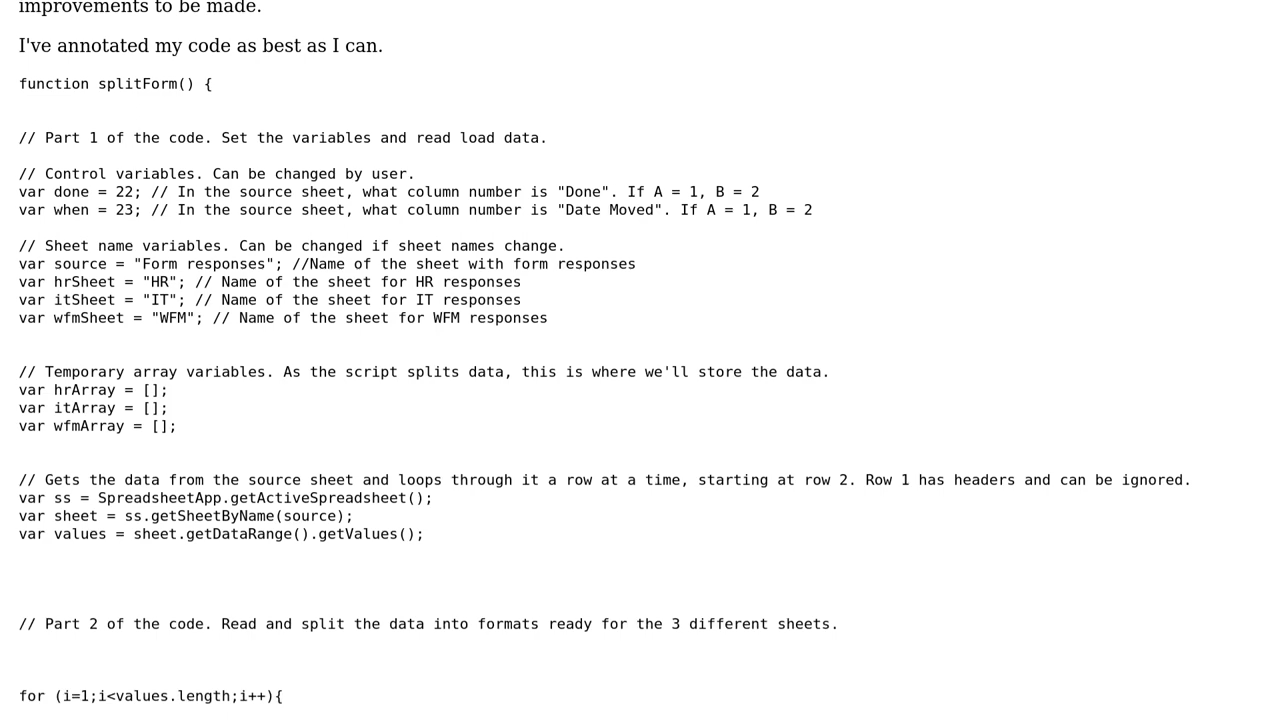 improvements to be made.
I've annotated my code as best as I can.
function splitForm() {
// Part 1 of the code. Set the variables and read load data.
// Control variables. Can be changed by user.
var done = 22; // In the source sheet, what column number is "Done". If A = 1, B = 2
var when = 23; // In the source sheet, what column number is "Date Moved". If A = 1, B = 2
// Sheet name variables. Can be changed if sheet names change.
var source = "Form responses"; //Name of the sheet with form responses
var hrSheet = "HR"; // Name of the sheet for HR responses
var itSheet = "IT"; // Name of the sheet for IT responses
var wfmSheet = "WFM"; // Name of the sheet for WFM responses
// Temporary array variables. As the script splits data, this is where we'll store the data.
var hrArray = [];
var itArray = [];
var wfmArray = [];
// Gets the data from the source sheet and loops through it a row at a time, starting at row 2. Row 1 has headers and can be ignored.
var ss = SpreadsheetApp.getActiveSpreadsheet();
var sheet = ss.getSheetByName(source);
var values = sheet.getDataRange().getValues();
// Part 2 of the code. Read and split the data into formats ready for the 3 different sheets.
for (i=1;i<values.length;i++){